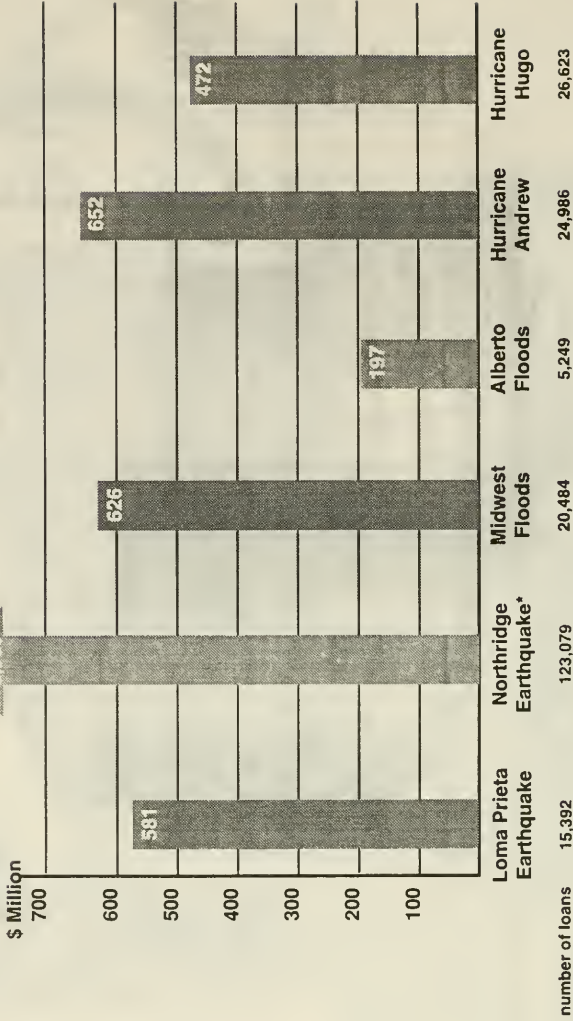 $ Million
700
600
500
400
300
200
100
581
626
197
652
472
Loma Prieta Earthquake
Northridge Earthquake*
Midwest Floods
Alberto Floods
Hurricane Andrew
Hurricane Hugo
number of loans 15,392 123,079 20,484 5,249 24,986 26,623